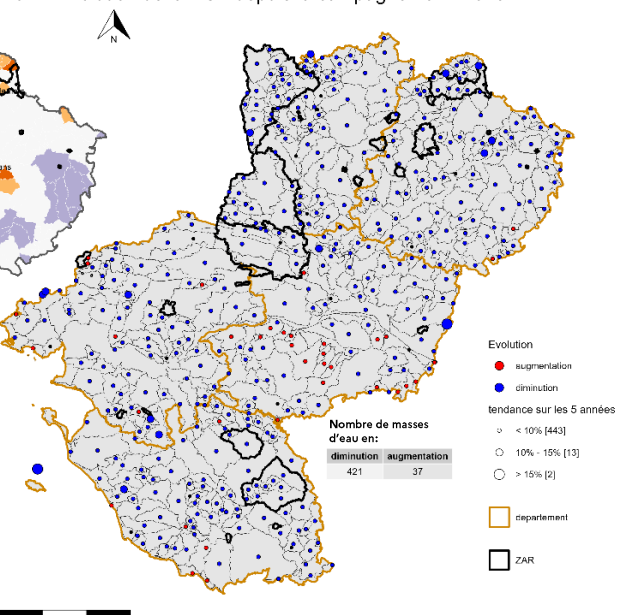 N
Evolution
augmentation
diminution
tendance sur les 5 années
< 10% [443]
10% - 15% [13]
> 15% [2]
departement
ZAR
Nombre de masses
d'eau en:
diminution augmentation
421 37